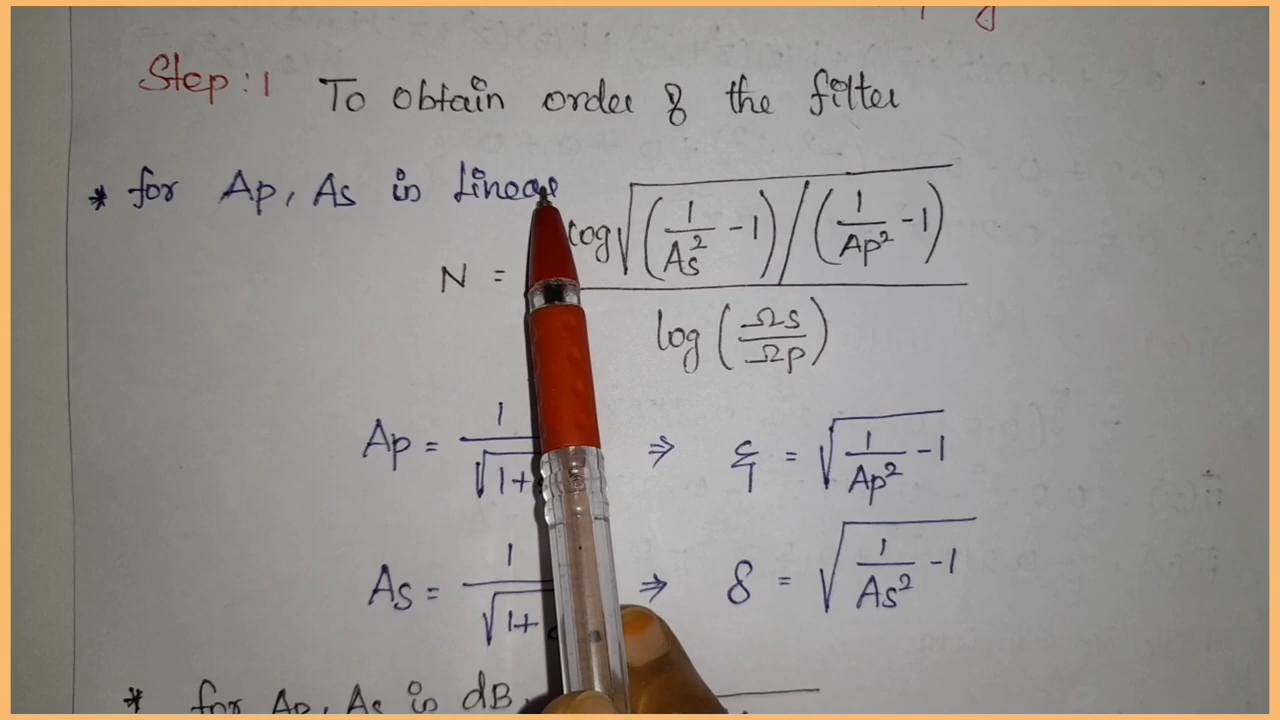 Step:1 To obtain order of the filter
* for Ap, As in Linear
N = log√((1/As² - 1)/(1/Ap² - 1)) / log(Ωs/Ωp)
Ap = 1/√1+ ⇒ = √(1/Ap² - 1)
As = 1/√1+ ⇒ δ = √(1/As² - 1)
* for Ap, As in dB